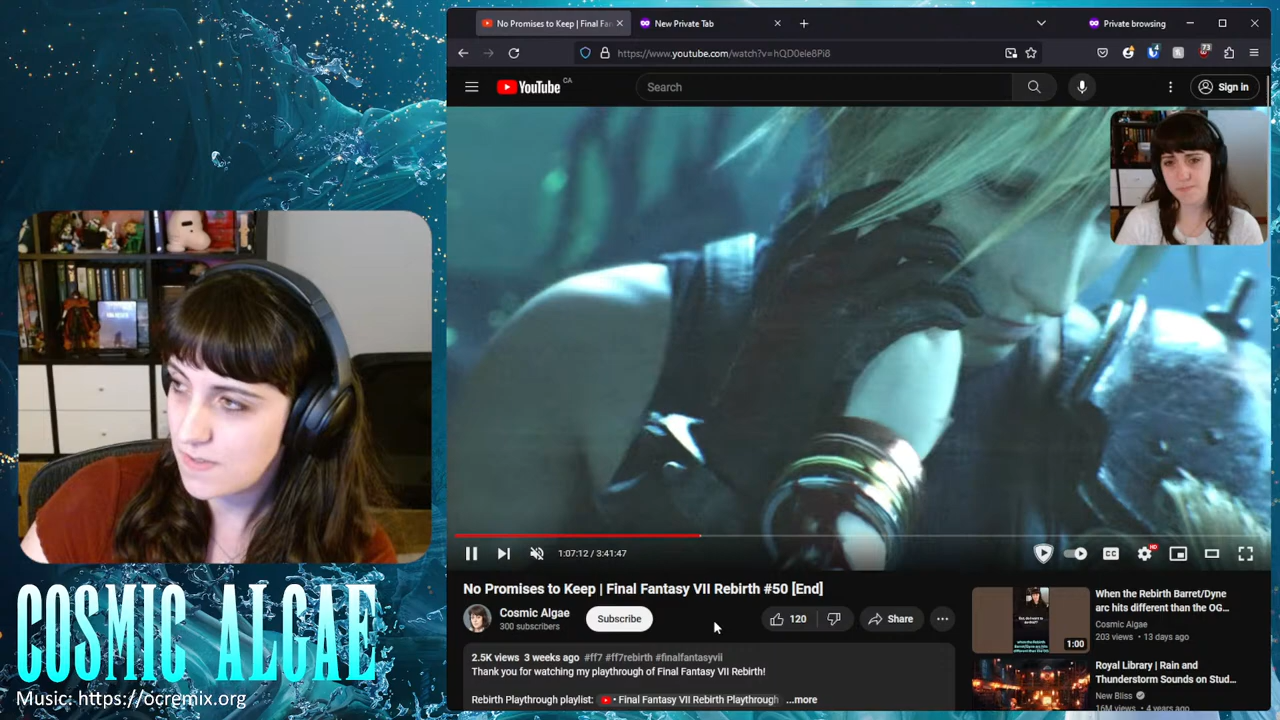 No Promises to Keep | Final Fan
New Private Tab
Private browsing
https://www.youtube.com/watch?v=hQD0ele8Pi8
4
73
YouTube CA
Search
Sign in
1:07:12 / 3:41:47
CC
HD
No Promises to Keep | Final Fantasy VII Rebirth #50 [End]
Cosmic Algae
300 subscribers
Subscribe
120
Share
2.5K views 3 weeks ago #ff7 #ff7rebirth #finalfantasyvii
Thank you for watching my playthrough of Final Fantasy VII Rebirth!
Rebirth Playthrough playlist: • Final Fantasy VII Rebirth Playthrough ...more
When the Rebirth Barret/Dyne
arc hits different than the OG...
Cosmic Algae
203 views • 13 days ago
1:00
Royal Library | Rain and
Thunderstorm Sounds on Stud...
New Bliss
16M views • 4 years ago
COSMIC ALGAE
Music: https://ocremix.org